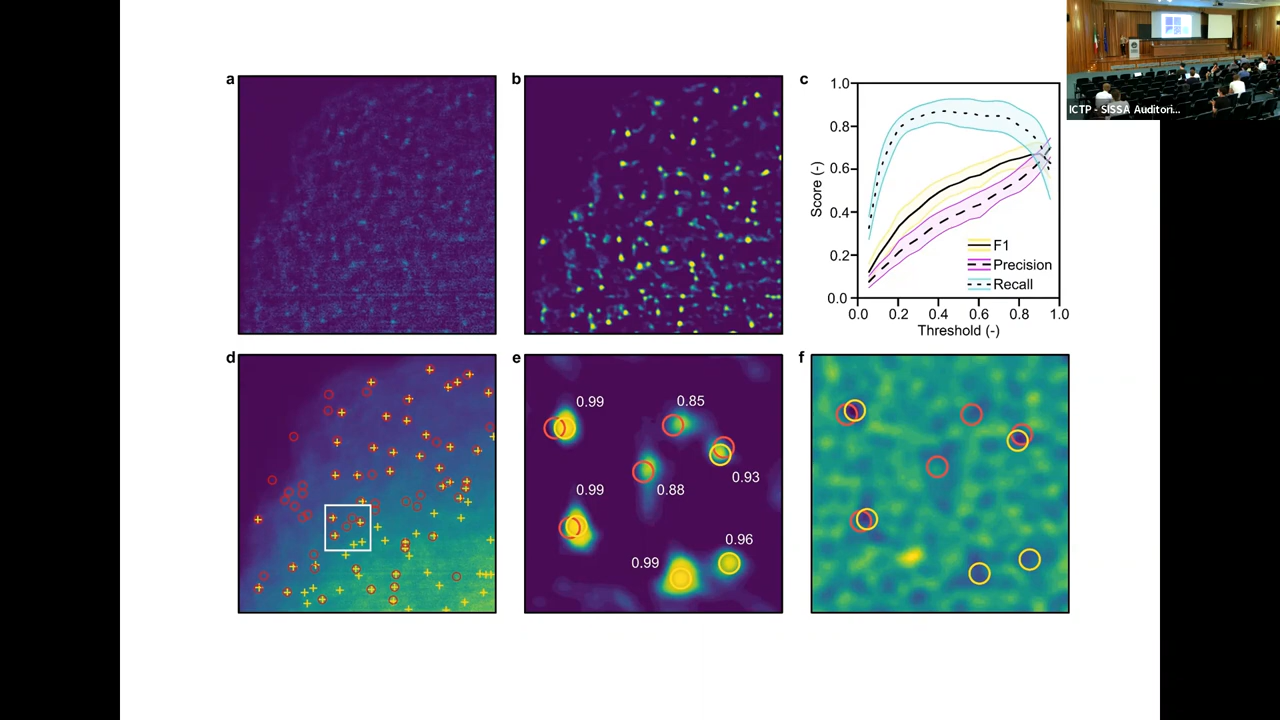 a
b
c
1.0
0.8
0.6
0.4
0.2
0.0
Score (-)
F1
Precision
Recall
0.0 0.2 0.4 0.6 0.8 1.0
Threshold (-)
ICTP - SISSA Auditori...
d
e
f
0.99
0.85
0.93
0.88
0.99
0.96
0.99